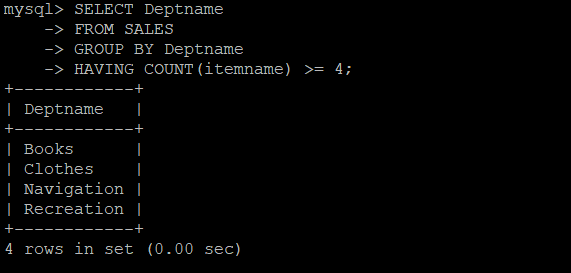 mysql> SELECT Deptname
    -> FROM SALES
    -> GROUP BY Deptname
    -> HAVING COUNT(itemname) >= 4;
+------------+
| Deptname   |
+------------+
| Books      |
| Clothes    |
| Navigation |
| Recreation |
+------------+
4 rows in set (0.00 sec)